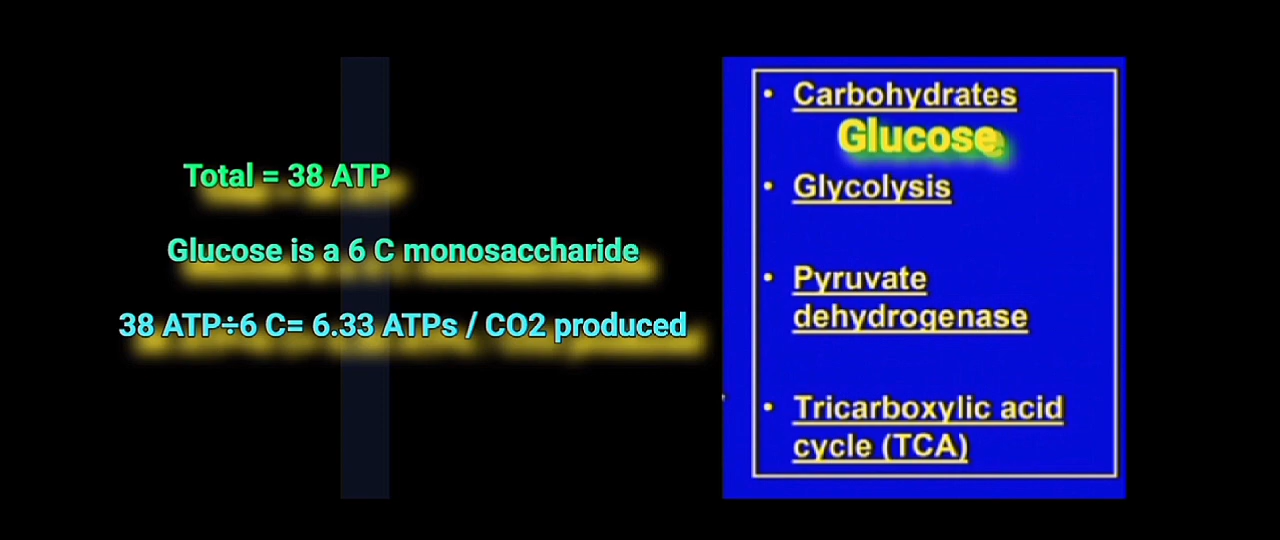 Total = 38 ATP
Glucose is a 6 C monosaccharide
38 ATP÷6 C= 6.33 ATPs / CO2 produced
• Carbohydrates
Glucose
• Glycolysis
• Pyruvate
dehydrogenase
• Tricarboxylic acid
cycle (TCA)